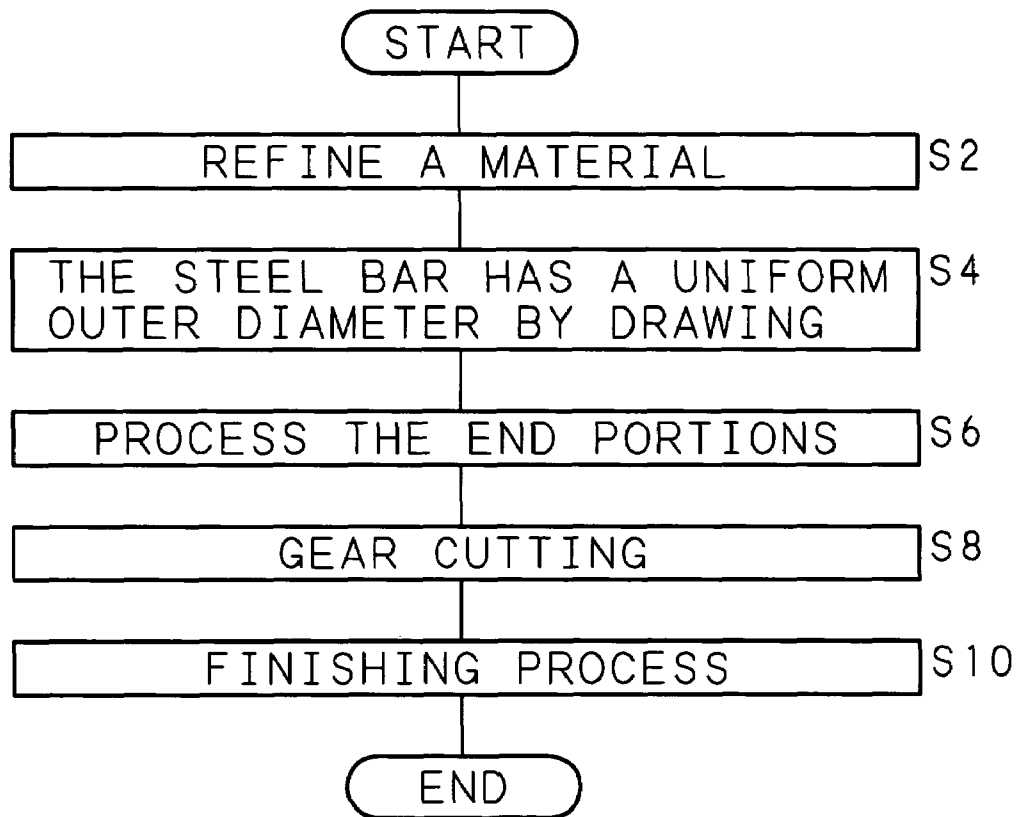 START
REFINE A MATERIAL S2
THE STEEL BAR HAS A UNIFORM S4
OUTER DIAMETER BY DRAWING
PROCESS THE END PORTIONS S6
GEAR CUTTING S8
FINISHING PROCESS S10
END